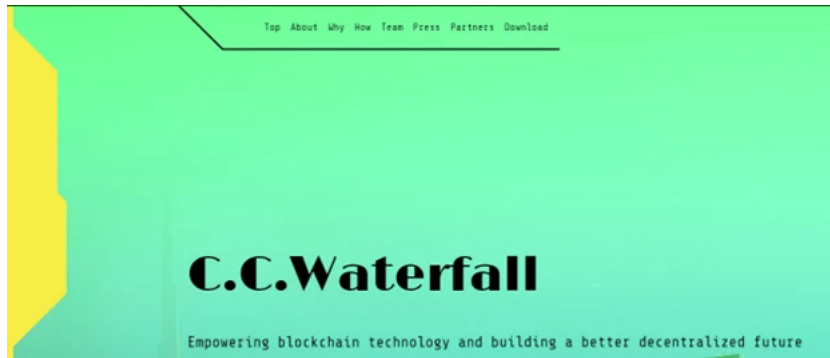 Top About Why How Team Press Partners Download
C.C.Waterfall
Empowering blockchain technology and building a better decentralized future